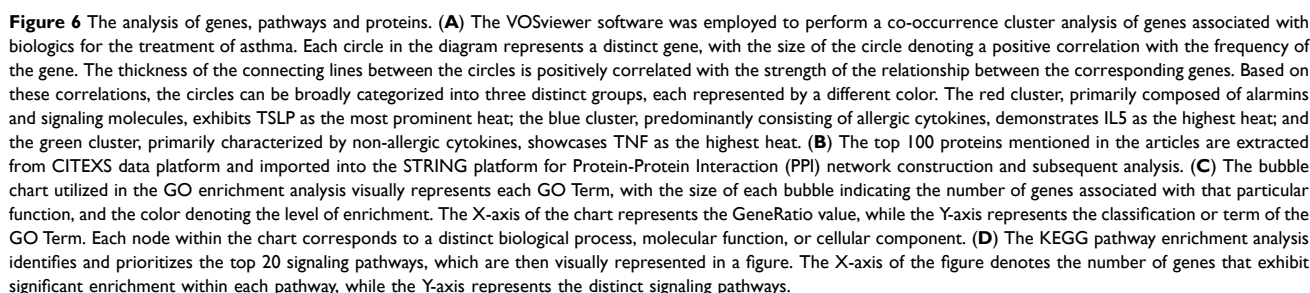 Figure 6 The analysis of genes, pathways and proteins. (A) The VOSviewer software was employed to perform a co-occurrence cluster analysis of genes associated with
biologics for the treatment of asthma. Each circle in the diagram represents a distinct gene, with the size of the circle denoting a positive correlation with the frequency of
the gene. The thickness of the connecting lines between the circles is positively correlated with the strength of the relationship between the corresponding genes. Based on
these correlations, the circles can be broadly categorized into three distinct groups, each represented by a different color. The red cluster, primarily composed of alarmins
and signaling molecules, exhibits TSLP as the most prominent heat; the blue cluster, predominantly consisting of allergic cytokines, demonstrates IL5 as the highest heat; and
the green cluster, primarily characterized by non-allergic cytokines, showcases TNF as the highest heat. (B) The top 100 proteins mentioned in the articles are extracted
from CITEXS data platform and imported into the STRING platform for Protein-Protein Interaction (PPI) network construction and subsequent analysis. (C) The bubble
chart utilized in the GO enrichment analysis visually represents each GO Term, with the size of each bubble indicating the number of genes associated with that particular
function, and the color denoting the level of enrichment. The X-axis of the chart represents the GeneRatio value, while the Y-axis represents the classification or term of the
GO Term. Each node within the chart corresponds to a distinct biological process, molecular function, or cellular component. (D) The KEGG pathway enrichment analysis
identifies and prioritizes the top 20 signaling pathways, which are then visually represented in a figure. The X-axis of the figure denotes the number of genes that exhibit
significant enrichment within each pathway, while the Y-axis represents the distinct signaling pathways.